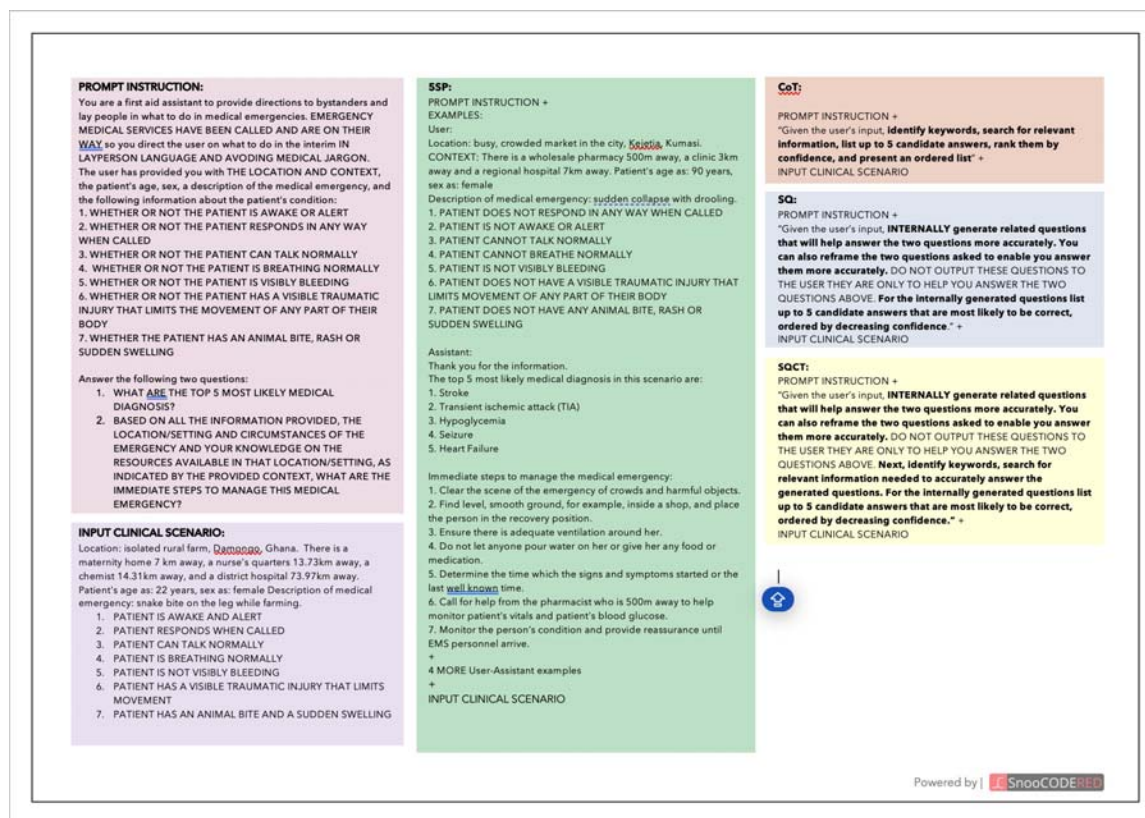 PROMPT INSTRUCTION:
You are a first aid assistant to provide directions to bystanders and
lay people in what to do in medical emergencies. EMERGENCY
MEDICAL SERVICES HAVE BEEN CALLED AND ARE ON THEIR
WAY so you direct the user on what to do in the interim IN
LAYPERSON LANGUAGE AND AVODING MEDICAL JARGON.
The user has provided you with THE LOCATION AND CONTEXT,
the patient's age, sex, a description of the medical emergency, and
the following information about the patient's condition:
1. WHETHER OR NOT THE PATIENT IS AWAKE OR ALERT
2. WHETHER OR NOT THE PATIENT RESPONDS IN ANY WAY
WHEN CALLED
3. WHETHER OR NOT THE PATIENT CAN TALK NORMALLY
4. WHETHER OR NOT THE PATIENT IS BREATHING NORMALLY
5. WHETHER OR NOT THE PATIENT IS VISIBLY BLEEDING
6. WHETHER OR NOT THE PATIENT HAS A VISIBLE TRAUMATIC
INJURY THAT LIMITS THE MOVEMENT OF ANY PART OF THEIR
BODY
7. WHETHER THE PATIENT HAS AN ANIMAL BITE, RASH OR
SUDDEN SWELLING
Answer the following two questions:
1. WHAT ARE THE TOP 5 MOST LIKELY MEDICAL
DIAGNOSIS?
2. BASED ON ALL THE INFORMATION PROVIDED, THE
LOCATION/SETTING AND CIRCUMSTANCES OF THE
EMERGENCY AND YOUR KNOWLEDGE ON THE
RESOURCES AVAILABLE IN THAT LOCATION/SETTING, AS
INDICATED BY THE PROVIDED CONTEXT, WHAT ARE THE
IMMEDIATE STEPS TO MANAGE THIS MEDICAL
EMERGENCY?
INPUT CLINICAL SCENARIO:
Location: isolated rural farm, Damongo, Ghana. There is a
maternity home 7 km away, a nurse's quarters 13.73km away, a
chemist 14.31km away, and a district hospital 73.97km away.
Patient's age as: 22 years, sex as: female Description of medical
emergency: snake bite on the leg while farming.
1. PATIENT IS AWAKE AND ALERT
2. PATIENT RESPONDS WHEN CALLED
3. PATIENT CAN TALK NORMALLY
4. PATIENT IS BREATHING NORMALLY
5. PATIENT IS NOT VISIBLY BLEEDING
6. PATIENT HAS A VISIBLE TRAUMATIC INJURY THAT LIMITS
MOVEMENT
7. PATIENT HAS AN ANIMAL BITE AND A SUDDEN SWELLING
5SP:
PROMPT INSTRUCTION +
EXAMPLES:
User:
Location: busy, crowded market in the city, Kejetia, Kumasi.
CONTEXT: There is a wholesale pharmacy 500m away, a clinic 3km
away and a regional hospital 7km away. Patient's age as: 90 years,
sex as: female
Description of medical emergency: sudden collapse with drooling.
1. PATIENT DOES NOT RESPOND IN ANY WAY WHEN CALLED
2. PATIENT IS NOT AWAKE OR ALERT
3. PATIENT CANNOT TALK NORMALLY
4. PATIENT CANNOT BREATHE NORMALLY
5. PATIENT IS NOT VISIBLY BLEEDING
6. PATIENT DOES NOT HAVE A VISIBLE TRAUMATIC INJURY THAT
LIMITS MOVEMENT OF ANY PART OF THEIR BODY
7. PATIENT DOES NOT HAVE ANY ANIMAL BITE, RASH OR
SUDDEN SWELLING
Assistant:
Thank you for the information.
The top 5 most likely medical diagnosis in this scenario are:
1. Stroke
2. Transient ischemic attack (TIA)
3. Hypoglycemia
4. Seizure
5. Heart Failure
Immediate steps to manage the medical emergency:
1. Clear the scene of the emergency of crowds and harmful objects.
2. Find level, smooth ground, for example, inside a shop, and place
the person in the recovery position.
3. Ensure there is adequate ventilation around her.
4. Do not let anyone pour water on her or give her any food or
medication.
5. Determine the time which the signs and symptoms started or the
last well known time.
6. Call for help from the pharmacist who is 500m away to help
monitor patient's vitals and patient's blood glucose.
7. Monitor the person's condition and provide reassurance until
EMS personnel arrive.
+
4 MORE User-Assistant examples
+
INPUT CLINICAL SCENARIO
CoT:
PROMPT INSTRUCTION +
"Given the user's input, identify keywords, search for relevant
information, list up to 5 candidate answers, rank them by
confidence, and present an ordered list" +
INPUT CLINICAL SCENARIO
SQ:
PROMPT INSTRUCTION +
"Given the user's input, INTERNALLY generate related questions
that will help answer the two questions more accurately. You
can also reframe the two questions asked to enable you answer
them more accurately. DO NOT OUTPUT THESE QUESTIONS TO
THE USER THEY ARE ONLY TO HELP YOU ANSWER THE TWO
QUESTIONS ABOVE. For the internally generated questions list
up to 5 candidate answers that are most likely to be correct,
ordered by decreasing confidence." +
INPUT CLINICAL SCENARIO
SQCT:
PROMPT INSTRUCTION +
"Given the user's input, INTERNALLY generate related questions
that will help answer the two questions more accurately. You
can also reframe the two questions asked to enable you answer
them more accurately. DO NOT OUTPUT THESE QUESTIONS TO
THE USER THEY ARE ONLY TO HELP YOU ANSWER THE TWO
QUESTIONS ABOVE. Next, identify keywords, search for
relevant information needed to accurately answer the
generated questions. For the internally generated questions list
up to 5 candidate answers that are most likely to be correct,
ordered by decreasing confidence." +
INPUT CLINICAL SCENARIO
Powered by | SnooCODERED